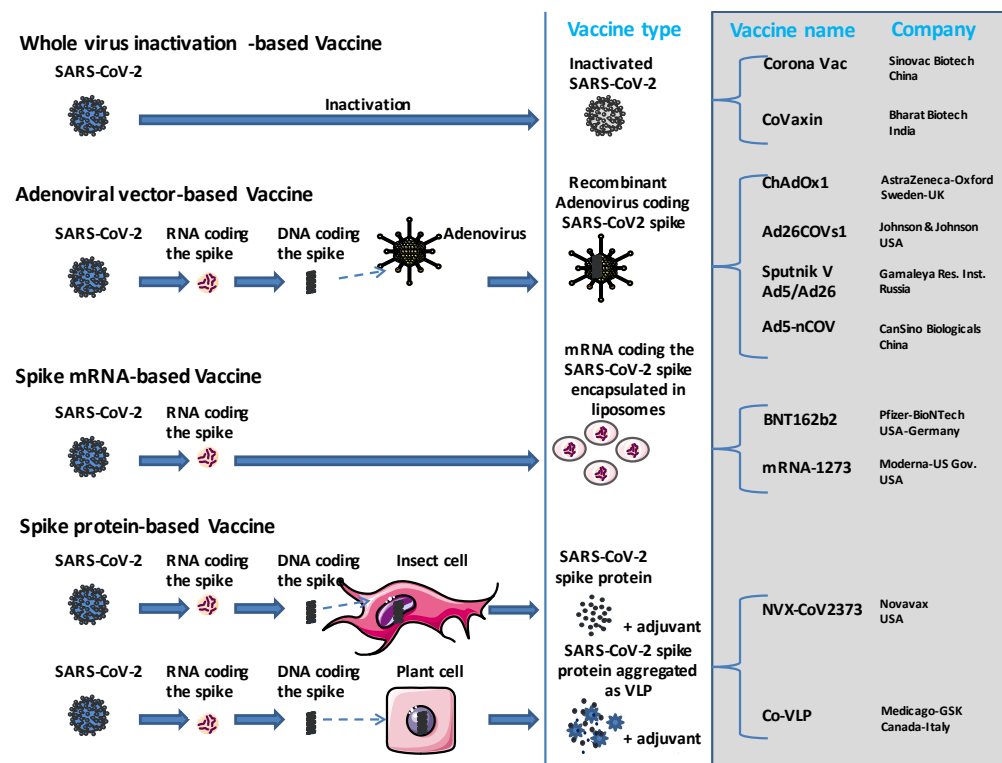 Whole virus inactivation -based Vaccine
SARS-CoV-2
Inactivation
Vaccine type
Inactivated
SARS-CoV-2
Vaccine name
Company
Corona Vac
Sinovac Biotech
China
CoVaxin
Bharat Biotech
India
Adenoviral vector-based Vaccine
SARS-CoV-2
RNA coding
the spike
DNA coding
the spike
Adenovirus
Recombinant
Adenovirus coding
SARS-CoV2 spike
ChAdOx1
AstraZeneca-Oxford
Sweden-UK
Ad26COVs1
Johnson & Johnson
USA
Sputnik V
Ad5/Ad26
Gamaleya Res. Inst.
Russia
Ad5-nCOV
CanSino Biologicals
China
Spike mRNA-based Vaccine
SARS-CoV-2
RNA coding
the spike
mRNA coding the
SARS-CoV-2 spike
encapsulated in
liposomes
BNT162b2
Pfizer-BioNTech
USA-Germany
mRNA-1273
Moderna-US Gov.
USA
Spike protein-based Vaccine
SARS-CoV-2
RNA coding
the spike
DNA coding
the spike
Insect cell
SARS-CoV-2
spike protein
+ adjuvant
NVX-CoV2373
Novavax
USA
SARS-CoV-2
RNA coding
the spike
DNA coding
the spike
Plant cell
SARS-CoV-2 spike
protein aggregated
as VLP
+ adjuvant
Co-VLP
Medicago-GSK
Canada-Italy